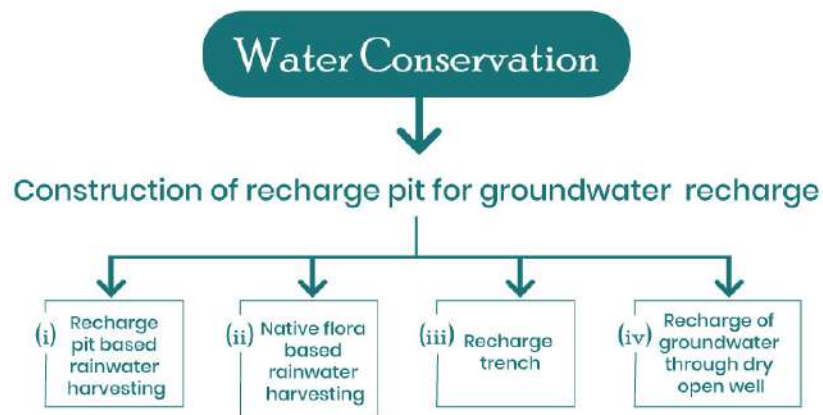 Water Conservation
Construction of recharge pit for groundwater recharge
(i) Recharge
pit based
rainwater
harvesting
(ii) Native flora
based
rainwater
harvesting
(iii) Recharge
trench
(iv) Recharge of
groundwater
through dry
open well